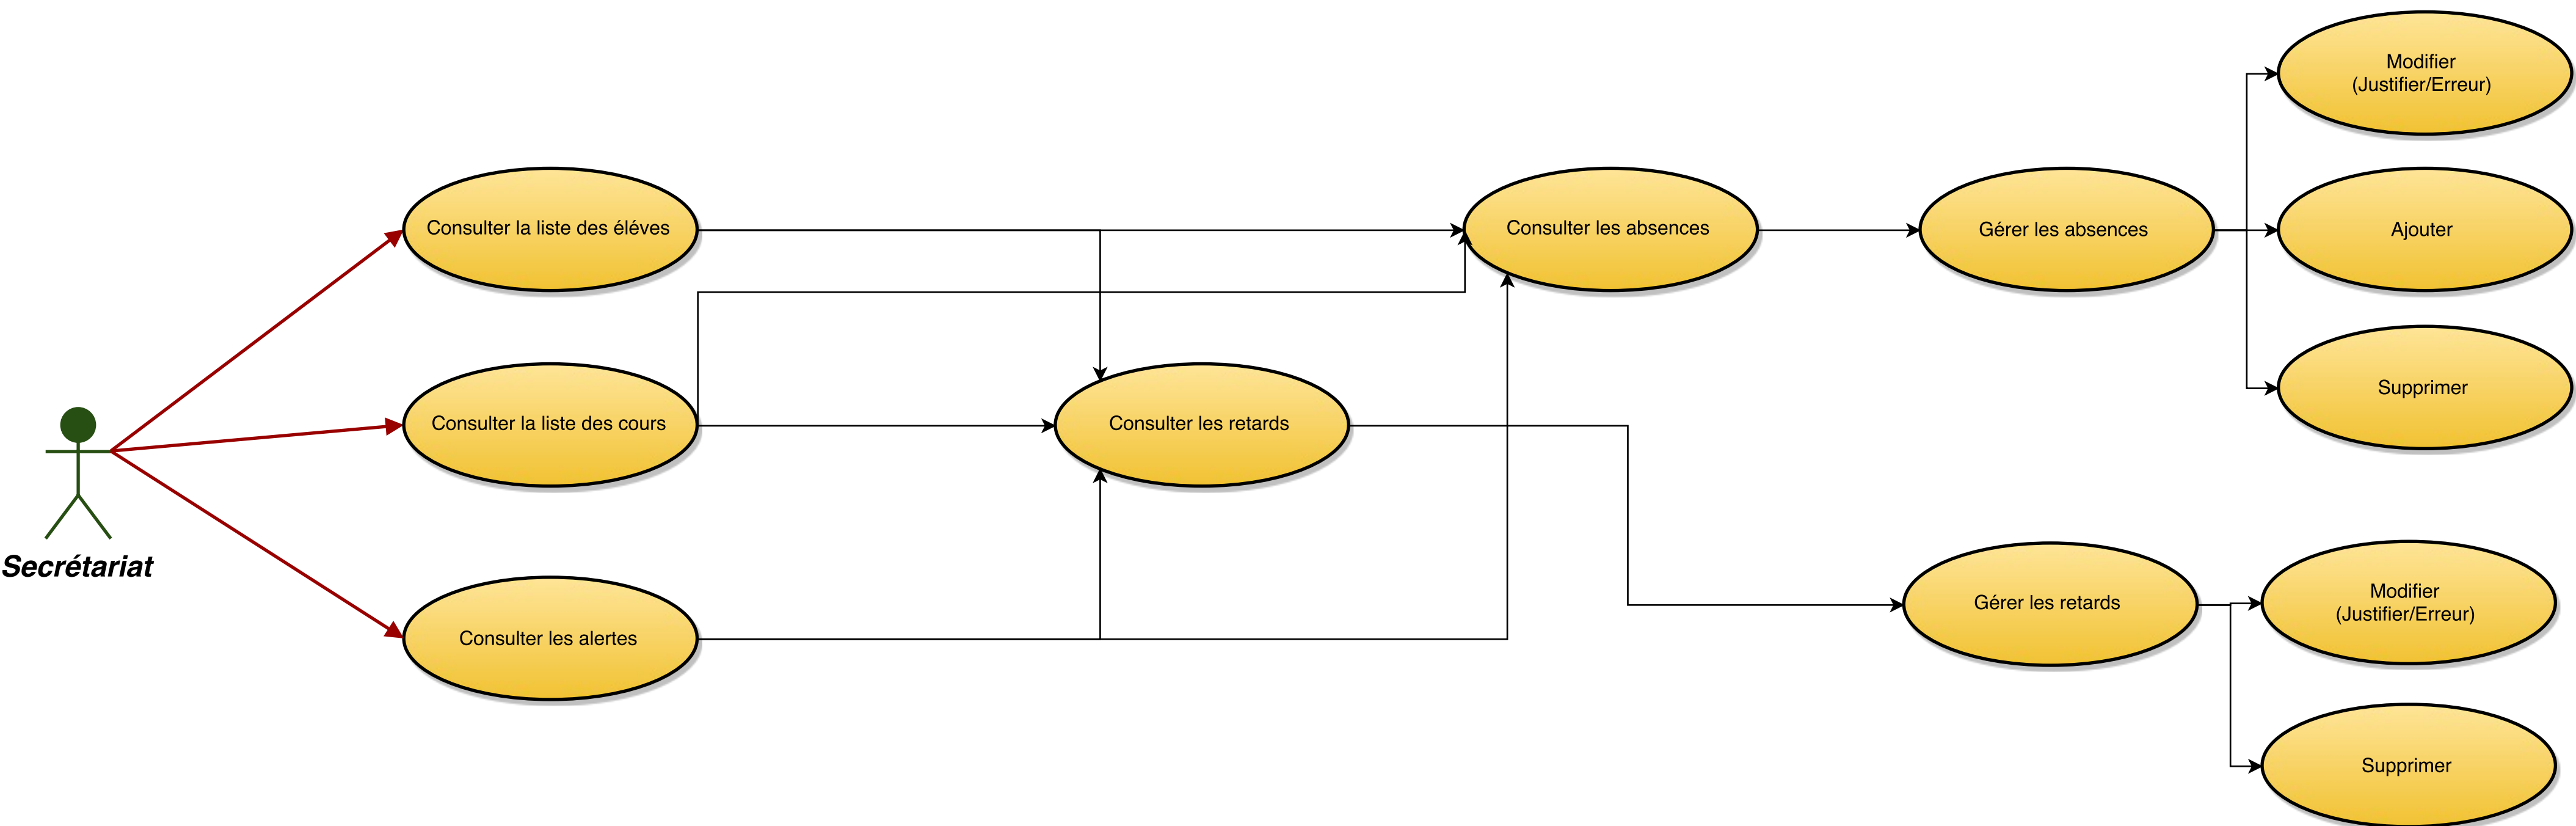 Modifier
(Justifier/Erreur)
Consulter la liste des éléves
Consulter les absences
Gérer les absences
Ajouter
Supprimer
Consulter la liste des cours
Consulter les retards
Secrétariat
Consulter les alertes
Gérer les retards
Modifier
(Justifier/Erreur)
Supprimer